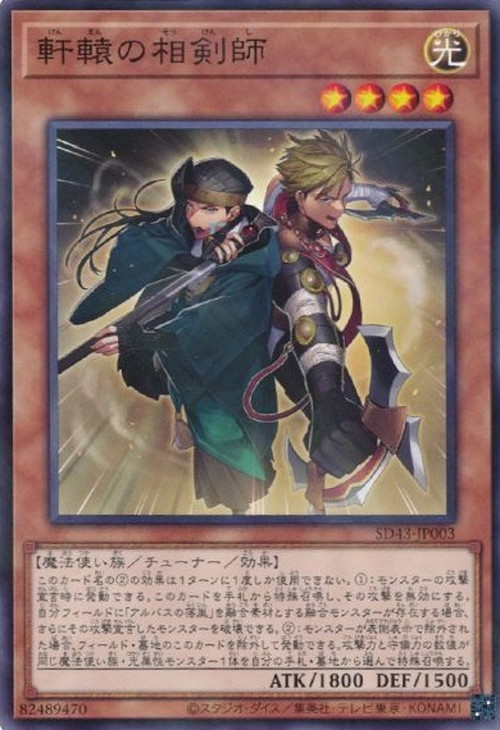 軒轅の相剣師
光
SD43-JP003
【魔法使い族／チューナー／効果】
このカード名の②の効果は1ターンに1度しか使用できない。①：モンスターの攻撃
宣言時に発動できる。このカードを手札から特殊召喚し、その攻撃を無効にする。
自分フィールドに「アルバスの落胤」を融合素材とする融合モンスターが存在する場合、
さらにその攻撃宣言したモンスターを破壊できる。②：モンスターが表側表示で除外され
た場合、フィールド・墓地のこのカードを除外して発動できる。攻撃力と守備力の数値が
同じ魔法使い族・光属性モンスター1体を自分の手札・墓地から選んで特殊召喚する。
ATK/1800 DEF/1500
82489470
©スタジオ・ダイス／集英社・テレビ東京・KONAMI